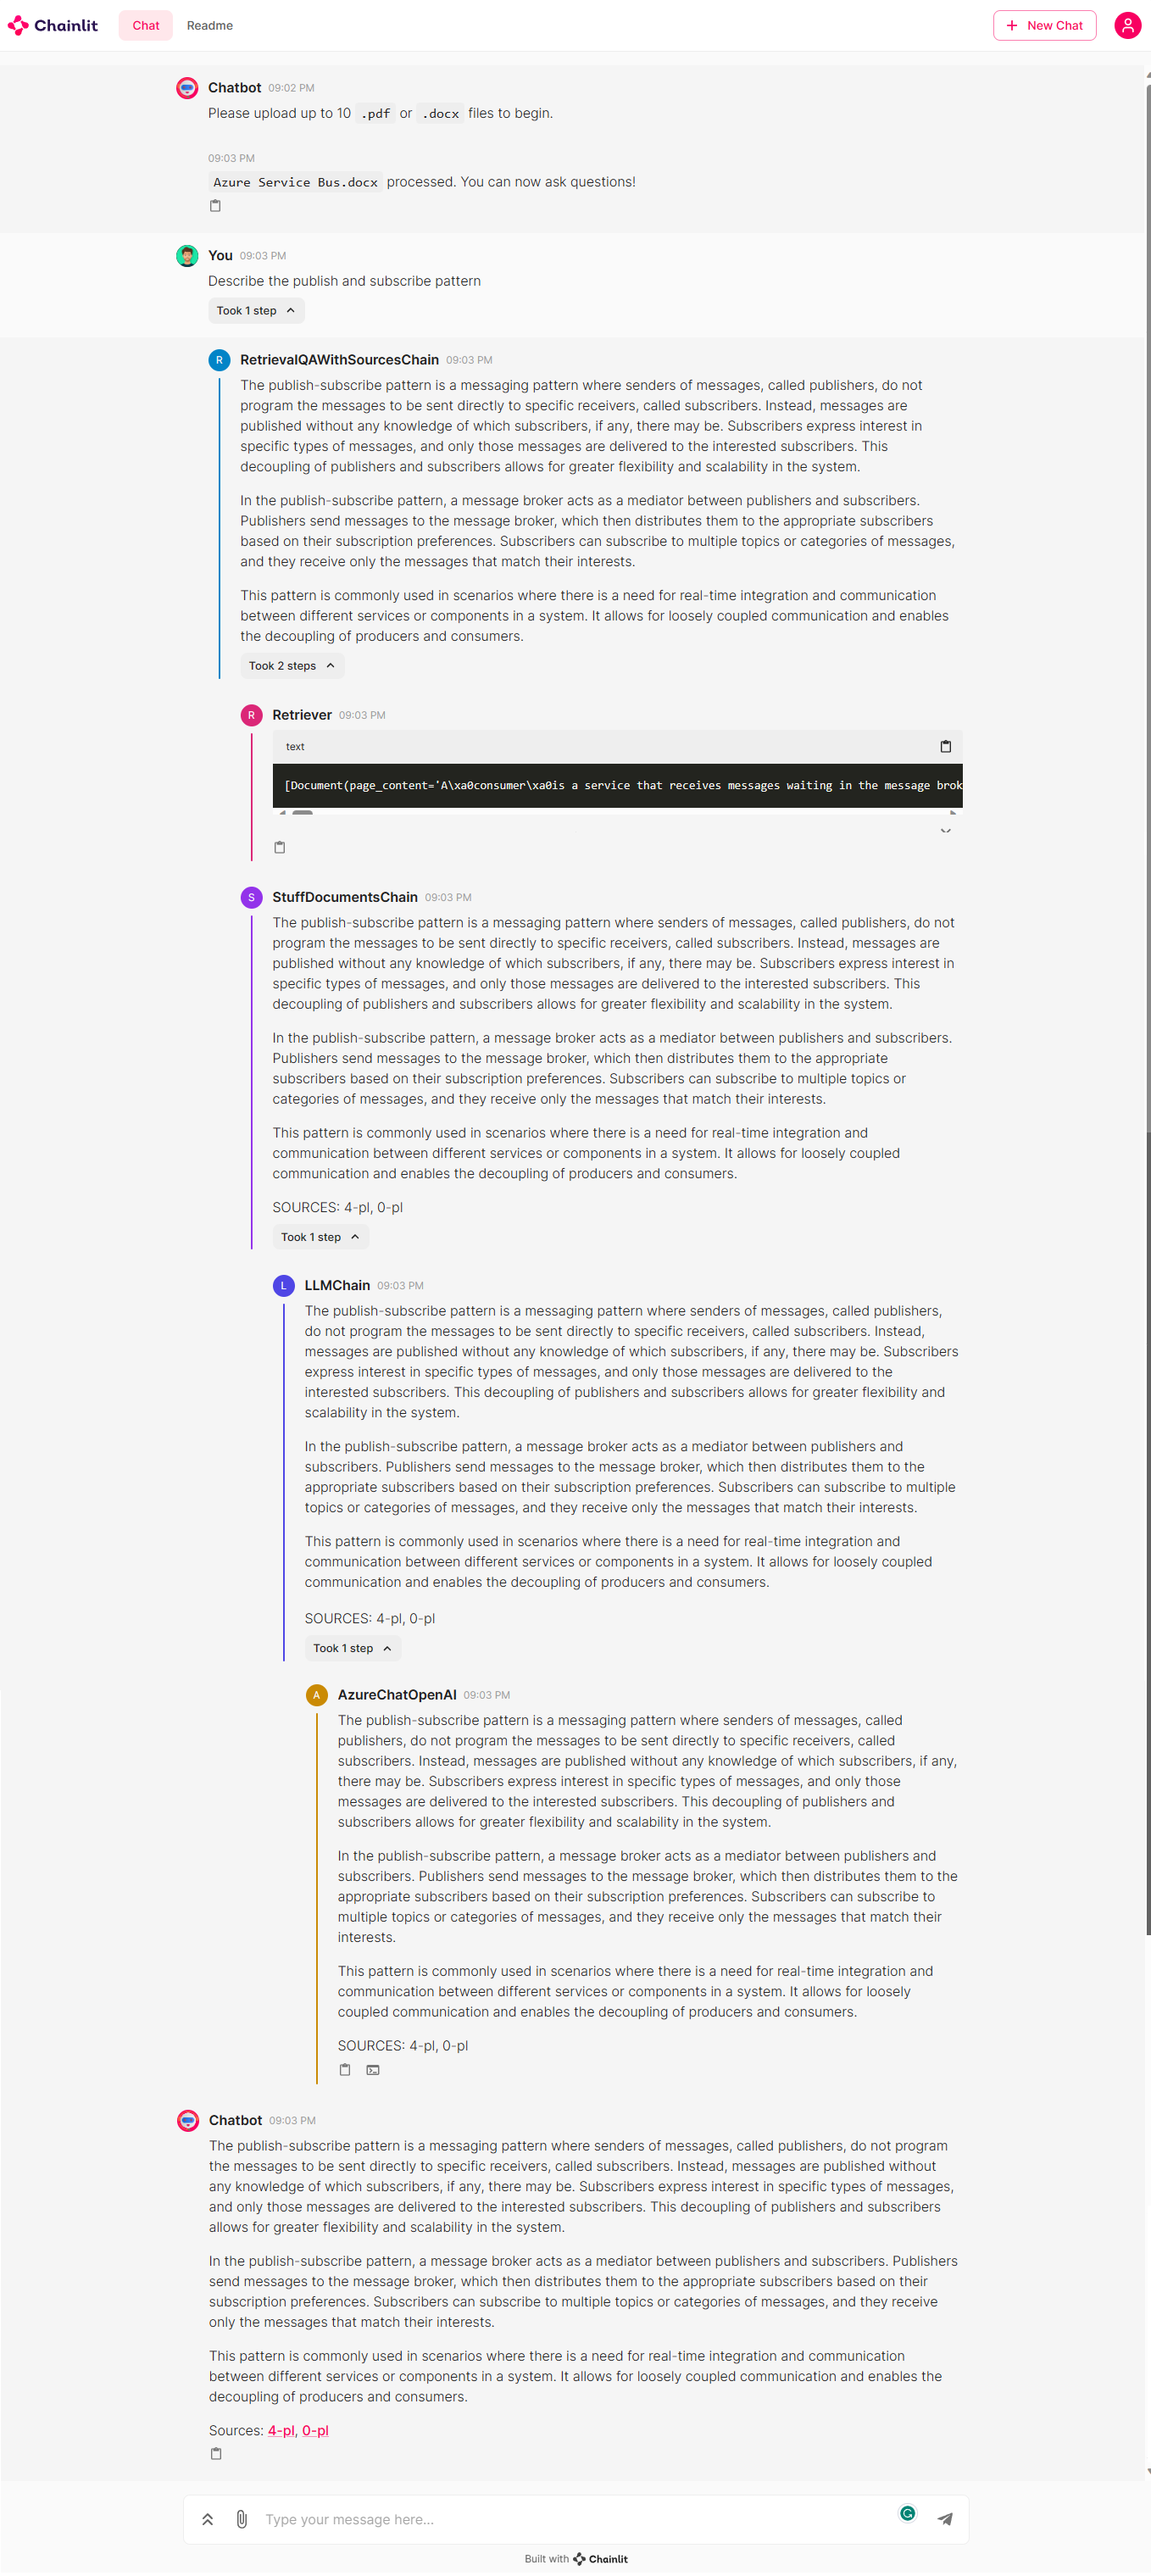 Chainlit
Chat
Readme
+ New Chat
Chatbot 09:02 PM
Please upload up to 10 .pdf or .docx files to begin.
09:03 PM
Azure Service Bus.docx processed. You can now ask questions!
You 09:03 PM
Describe the publish and subscribe pattern
Took 1 step
R RetrievalQAWithSourcesChain 09:03 PM
The publish-subscribe pattern is a messaging pattern where senders of messages, called publishers, do not
program the messages to be sent directly to specific receivers, called subscribers. Instead, messages are
published without any knowledge of which subscribers, if any, there may be. Subscribers express interest in
specific types of messages, and only those messages are delivered to the interested subscribers. This
decoupling of publishers and subscribers allows for greater flexibility and scalability in the system.
In the publish-subscribe pattern, a message broker acts as a mediator between publishers and subscribers.
Publishers send messages to the message broker, which then distributes them to the appropriate subscribers
based on their subscription preferences. Subscribers can subscribe to multiple topics or categories of messages,
and they receive only the messages that match their interests.
This pattern is commonly used in scenarios where there is a need for real-time integration and communication
between different services or components in a system. It allows for loosely coupled communication and enables
the decoupling of producers and consumers.
Took 2 steps
R Retriever 09:03 PM
text
[Document(page_content='A\xa0consumer\xa0is a service that receives messages waiting in the message brok
S StuffDocumentsChain 09:03 PM
The publish-subscribe pattern is a messaging pattern where senders of messages, called publishers, do not
program the messages to be sent directly to specific receivers, called subscribers. Instead, messages are
published without any knowledge of which subscribers, if any, there may be. Subscribers express interest in
specific types of messages, and only those messages are delivered to the interested subscribers. This
decoupling of publishers and subscribers allows for greater flexibility and scalability in the system.
In the publish-subscribe pattern, a message broker acts as a mediator between publishers and subscribers.
Publishers send messages to the message broker, which then distributes them to the appropriate
subscribers based on their subscription preferences. Subscribers can subscribe to multiple topics or
categories of messages, and they receive only the messages that match their interests.
This pattern is commonly used in scenarios where there is a need for real-time integration and
communication between different services or components in a system. It allows for loosely coupled
communication and enables the decoupling of producers and consumers.
SOURCES: 4-pl, 0-pl
Took 1 step
L LLMChain 09:03 PM
The publish-subscribe pattern is a messaging pattern where senders of messages, called publishers,
do not program the messages to be sent directly to specific receivers, called subscribers. Instead,
messages are published without any knowledge of which subscribers, if any, there may be. Subscribers
express interest in specific types of messages, and only those messages are delivered to the
interested subscribers. This decoupling of publishers and subscribers allows for greater flexibility and
scalability in the system.
In the publish-subscribe pattern, a message broker acts as a mediator between publishers and
subscribers. Publishers send messages to the message broker, which then distributes them to the
appropriate subscribers based on their subscription preferences. Subscribers can subscribe to multiple
topics or categories of messages, and they receive only the messages that match their interests.
This pattern is commonly used in scenarios where there is a need for real-time integration and
communication between different services or components in a system. It allows for loosely coupled
communication and enables the decoupling of producers and consumers.
SOURCES: 4-pl, 0-pl
Took 1 step
A AzureChatOpenAI 09:03 PM
The publish-subscribe pattern is a messaging pattern where senders of messages, called
publishers, do not program the messages to be sent directly to specific receivers, called
subscribers. Instead, messages are published without any knowledge of which subscribers, if any,
there may be. Subscribers express interest in specific types of messages, and only those
messages are delivered to the interested subscribers. This decoupling of publishers and
subscribers allows for greater flexibility and scalability in the system.
In the publish-subscribe pattern, a message broker acts as a mediator between publishers and
subscribers. Publishers send messages to the message broker, which then distributes them to the
appropriate subscribers based on their subscription preferences. Subscribers can subscribe to
multiple topics or categories of messages, and they receive only the messages that match their
interests.
This pattern is commonly used in scenarios where there is a need for real-time integration and
communication between different services or components in a system. It allows for loosely
coupled communication and enables the decoupling of producers and consumers.
SOURCES: 4-pl, 0-pl
Chatbot 09:03 PM
The publish-subscribe pattern is a messaging pattern where senders of messages, called publishers, do not program
the messages to be sent directly to specific receivers, called subscribers. Instead, messages are published without
any knowledge of which subscribers, if any, there may be. Subscribers express interest in specific types of messages,
and only those messages are delivered to the interested subscribers. This decoupling of publishers and subscribers
allows for greater flexibility and scalability in the system.
In the publish-subscribe pattern, a message broker acts as a mediator between publishers and subscribers. Publishers
send messages to the message broker, which then distributes them to the appropriate subscribers based on their
subscription preferences. Subscribers can subscribe to multiple topics or categories of messages, and they receive
only the messages that match their interests.
This pattern is commonly used in scenarios where there is a need for real-time integration and communication
between different services or components in a system. It allows for loosely coupled communication and enables the
decoupling of producers and consumers.
Sources: 4-pl, 0-pl
Type your message here...
Built with Chainlit